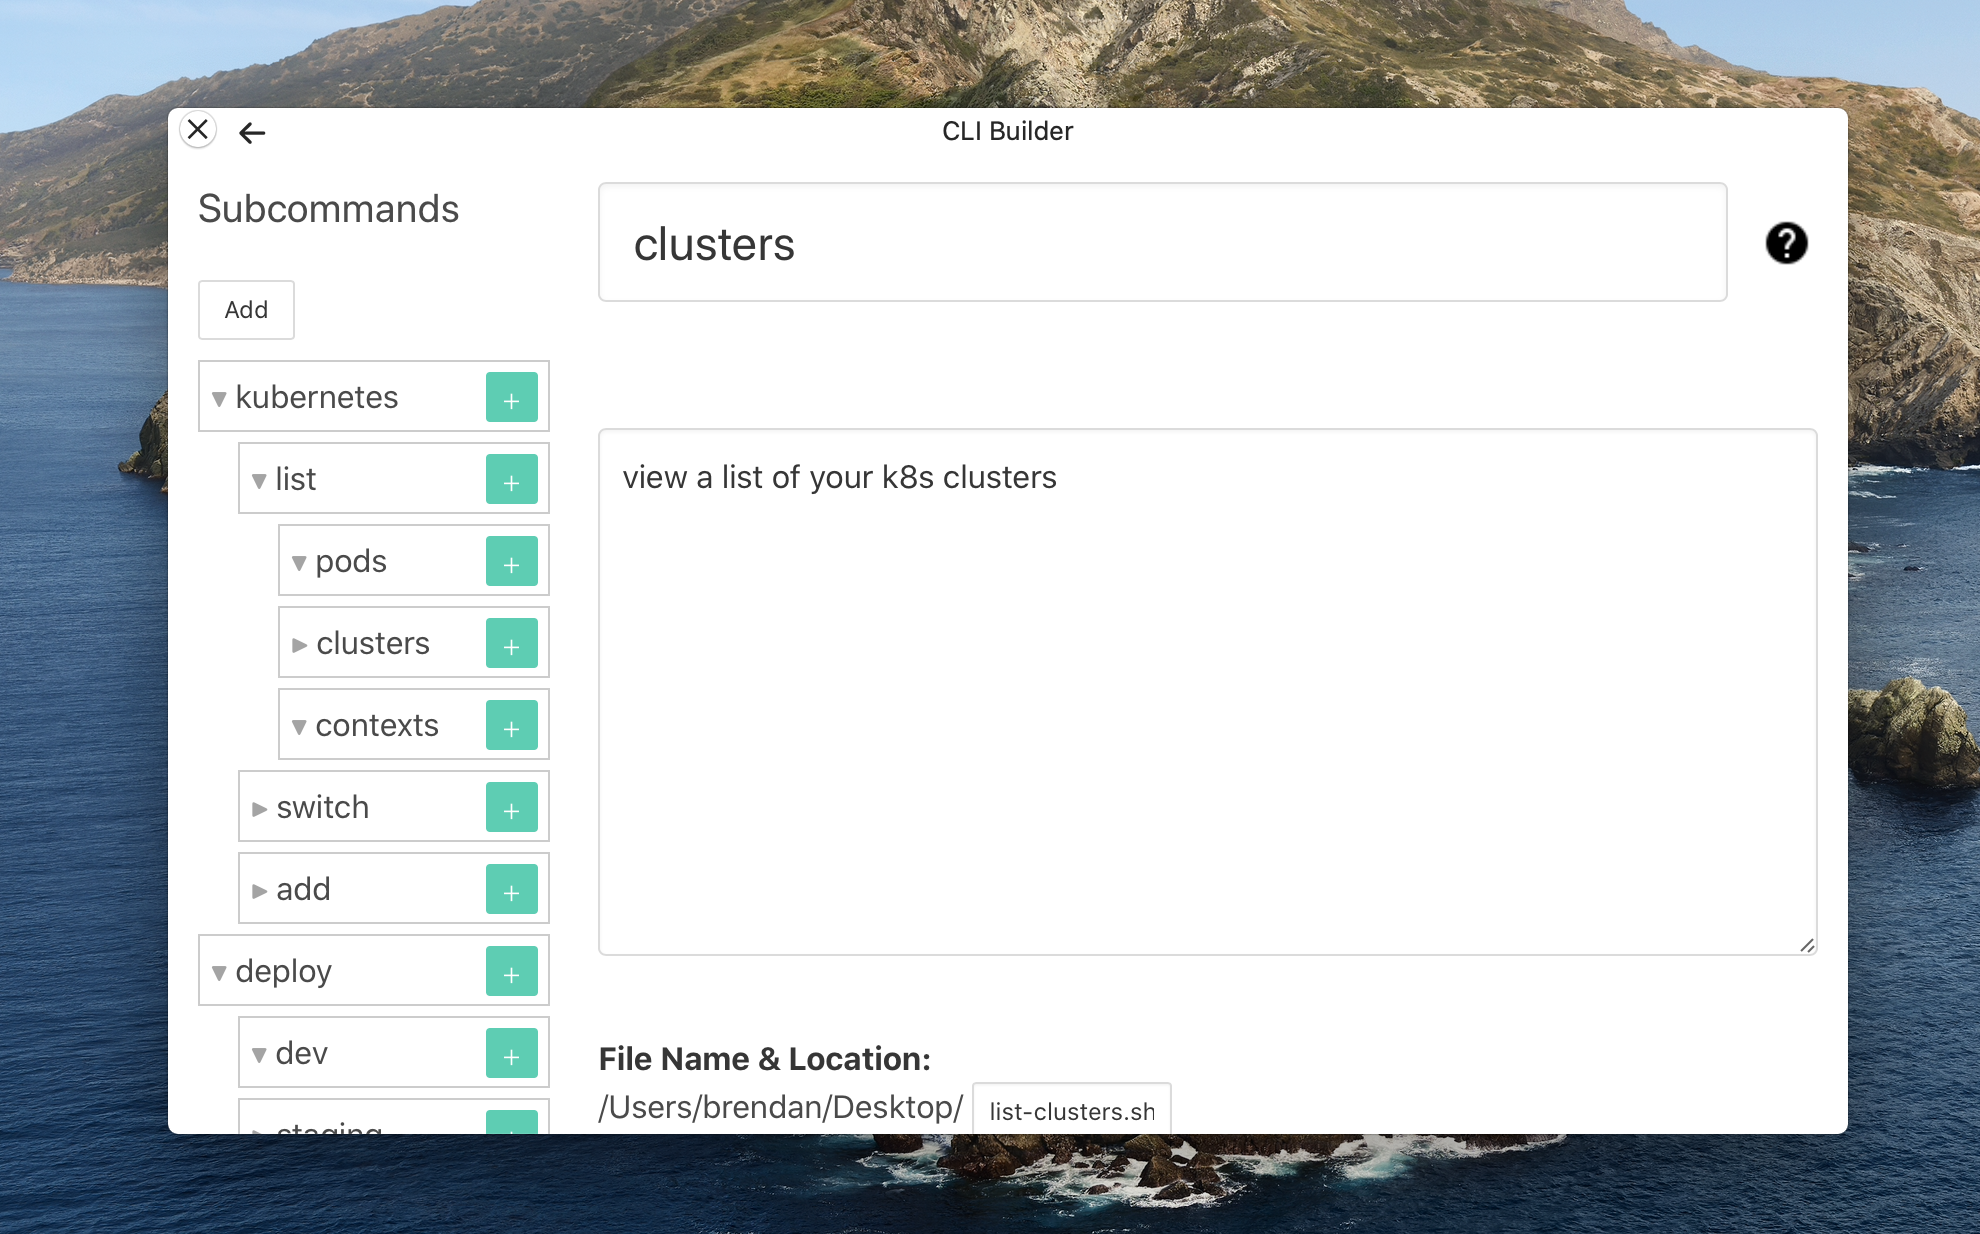 CLI Builder
Subcommands
Add
kubernetes
list
pods
clusters
contexts
switch
add
deploy
dev
staging
clusters
view a list of your k8s clusters
File Name & Location:
/Users/brendan/Desktop/ list-clusters.sh